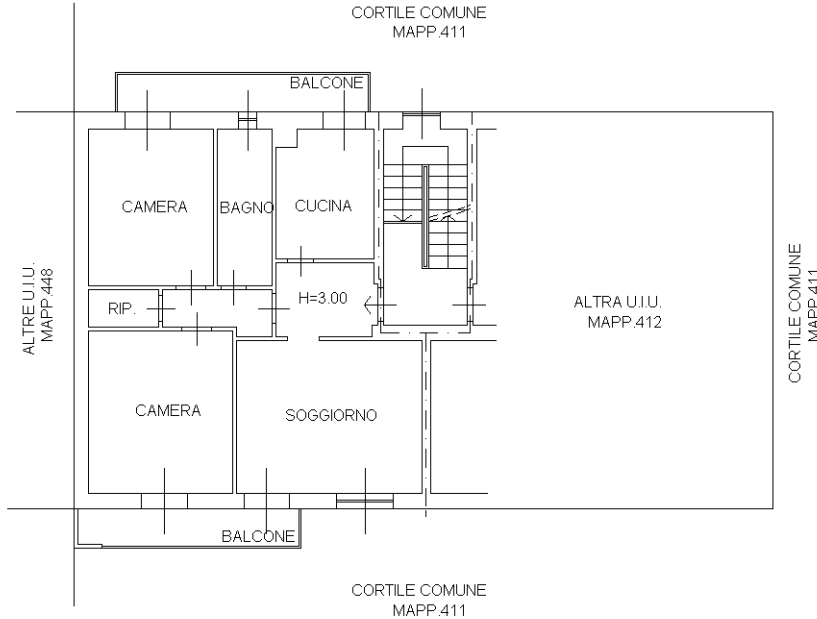 CORTILE COMUNE
MAPP.411
BALCONE
CAMERA
BAGNO
CUCINA
ALTRE U.I.U.
MAPP.448
RIP.
H=3.00
ALTRA U.I.U.
MAPP.412
CORTILE COMUNE
MAPP.411
CAMERA
SOGGIORNO
BALCONE
CORTILE COMUNE
MAPP.411